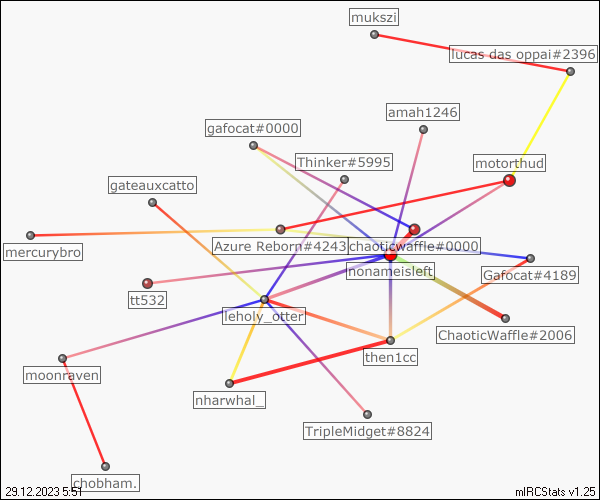 mukszi
lucas das oppai#2396
amah1246
gafocat#0000
Thinker#5995
motorthud
gateauxcatto
mercurybro
Azure Reborn#4243
chaoticwaffle#0000
nonameisleft
Gafocat#4189
tt532
leholy_otter
ChaoticWaffle#2006
then1cc
moonraven
nharwhal_
TripleMidget#8824
chobham.
29.12.2023 5:51
mIRCStats v1.25